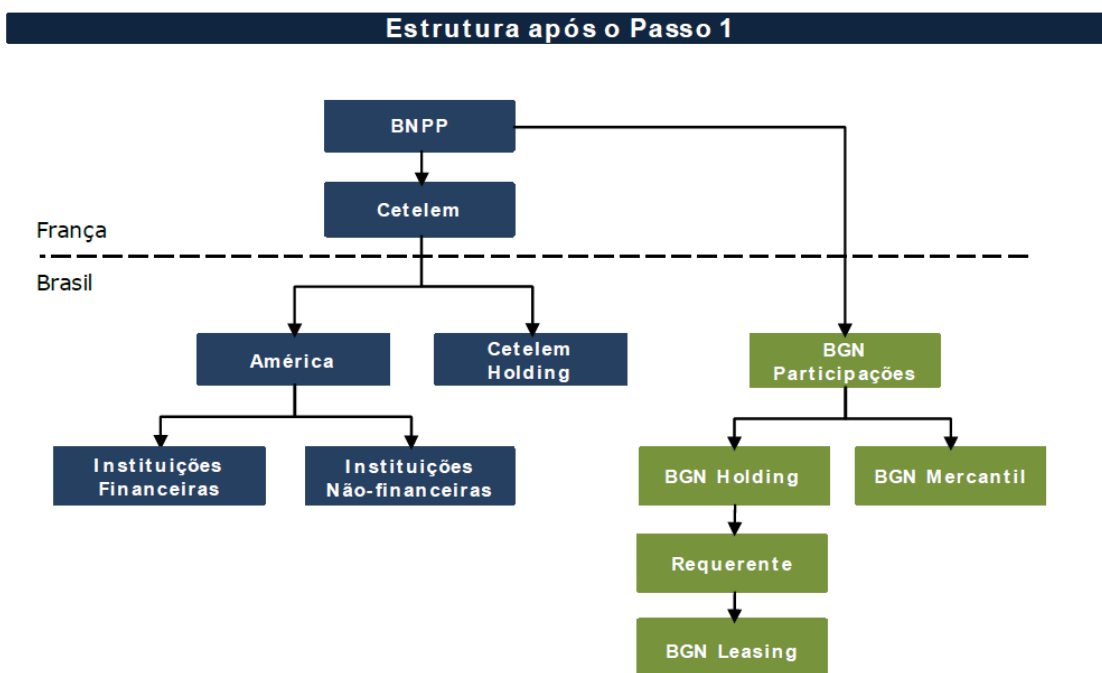 Estrutura após o Passo 1
BNPP
Cetelem
França
Brasil
América
Cetelem
Holding
BGN
Participações
Instituições
Financeiras
Instituições
Não-financeiras
BGN Holding
BGN Mercantil
Requerente
BGN Leasing